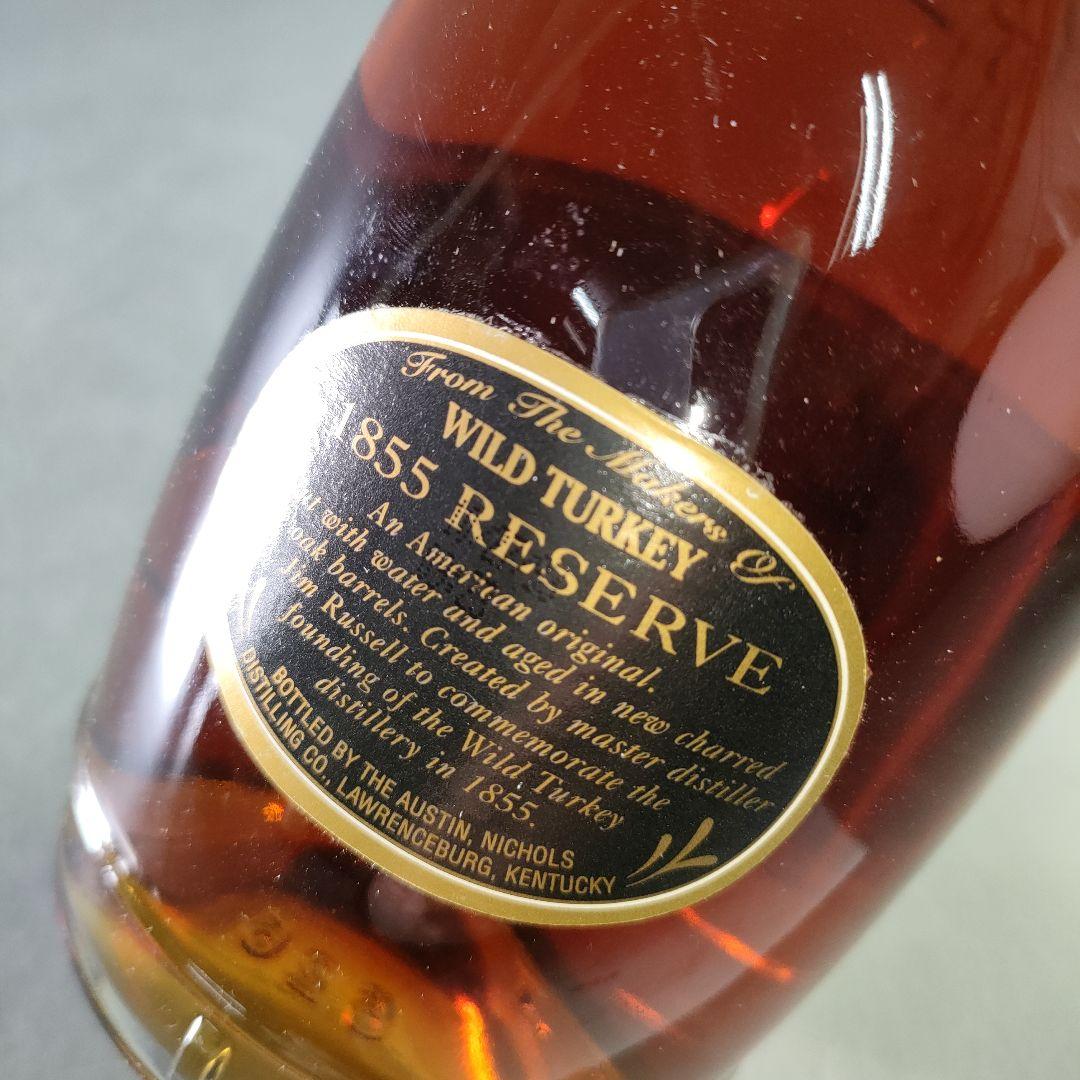 From The Makers Of
WILD TURKEY
1855 RESERVE
An American original.
with water and aged in new charred
oak barrels. Created by master distiller
Jim Russell to commemorate the
founding of the Wild Turkey
distillery in 1855.
BOTTLED BY THE AUSTIN, NICHOLS
DISTILLING CO., LAWRENCEBURG, KENTUCKY